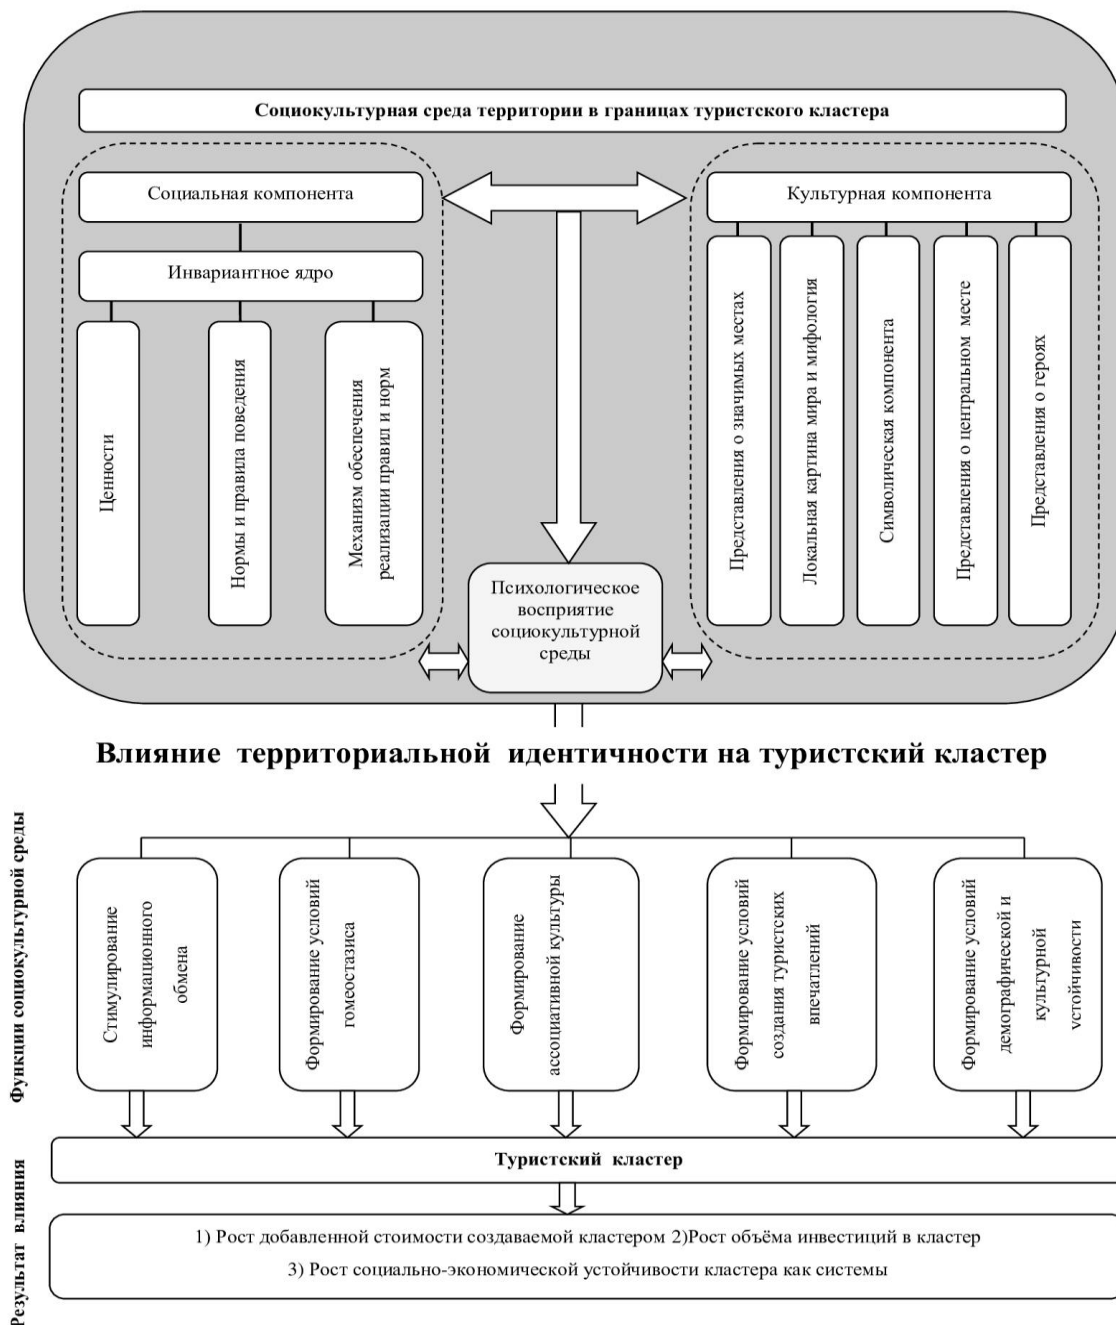 Социокультурная среда территории в границах туристского кластера
Социальная компонента
Инвариантное ядро
Ценности
Нормы и правила поведения
Механизм обеспечения
реализации правил и норм
Культурная компонента
Представления о значимых местах
Локальная картина мира и мифология
Символическая компонента
Представления о центральном месте
Представления о героях
Психологическое
восприятие
социокультурной
среды
Влияние территориальной идентичности на туристский кластер
Функции социокультурной среды
Стимулирование
информационного
обмена
Формирование условий
гомеостазиса
Формирование
ассоциативной культуры
Формирование условий
создания туристских
впечатлений
Формирование условий
демографической и
культурной
устойчивости
Результат влияния
Туристский кластер
1) Рост добавленной стоимости создаваемой кластером 2)Рост объёма инвестиций в кластер
3) Рост социально-экономической устойчивости кластера как системы